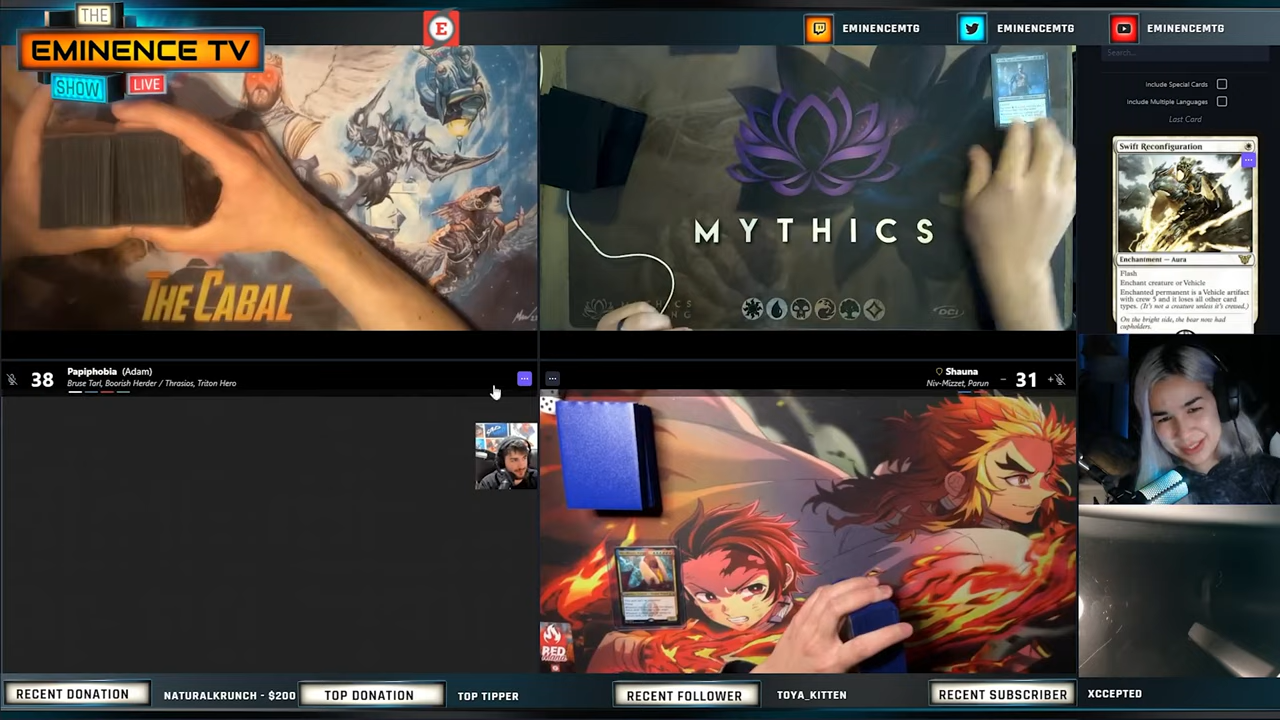 THE
EMINENCE TV
SHOW
LIVE
E
EMINENCEMTG
EMINENCEMTG
EMINENCEMTG
Search...
Include Special Cards
Include Multiple Languages
Last Card
Swift Reconfiguration
Enchantment — Aura
Flash
Enchant creature or Vehicle
Enchanted permanent is a Vehicle artifact
with crew 5 and it loses all other card
types. (It's not a creature unless it's crewed.)
On the bright side, the bear now had
cupholders.
THE CABAL
MYTHICS
DCI
38
Papiphobia (Adam)
Bruse Tarl, Boorish Herder / Thrasios, Triton Hero
Shauna
Niv-Mizzet, Parun
- 31 +
RED
RECENT DONATION
NATURALKRUNCH - $200
TOP DONATION
TOP TIPPER
RECENT FOLLOWER
TOYA_KITTEN
RECENT SUBSCRIBER
XCCEPTED